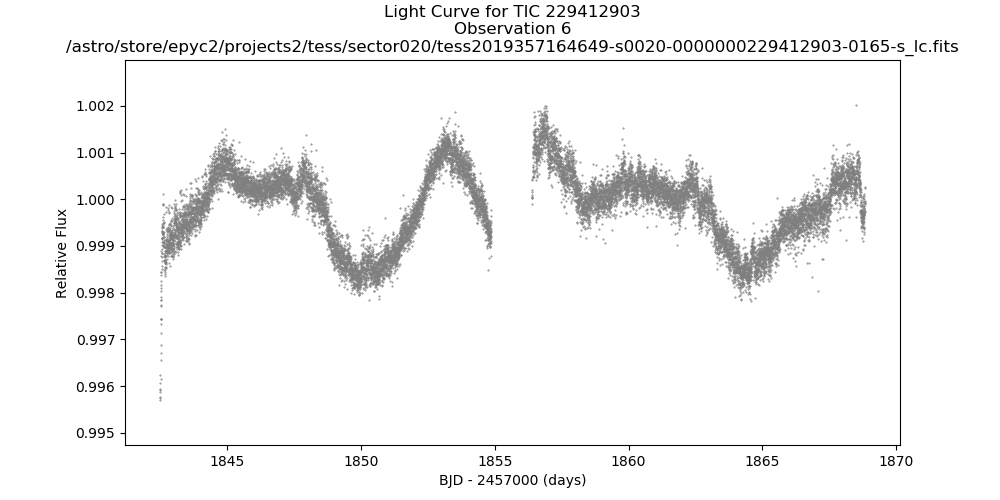 Light Curve for TIC 229412903
Observation 6
/astro/store/epyc2/projects2/tess/sector020/tess2019357164649-s0020-0000000229412903-0165-s_lc.fits
1.002
1.001
1.000
0.999
0.998
0.997
0.996
0.995
Relative Flux
1845
1850
1855
1860
1865
1870
BJD - 2457000 (days)